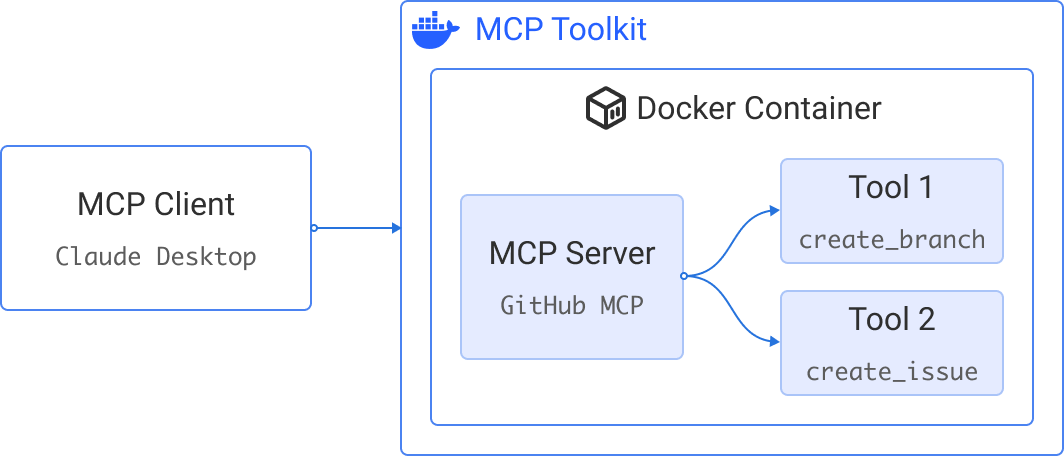 MCP Toolkit
Docker Container
MCP Client
Claude Desktop
MCP Server
GitHub MCP
Tool 1
create_branch
Tool 2
create_issue